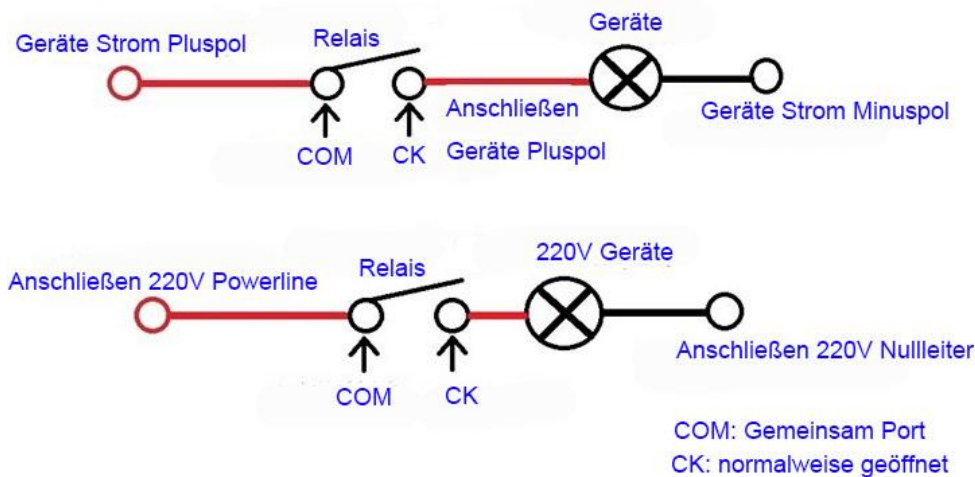 Geräte Strom Pluspol
Relais
Geräte
COM
CK
Anschließen
Geräte Pluspol
Geräte Strom Minuspol
Anschließen 220V Powerline
Relais
220V Geräte
COM
CK
Anschließen 220V Nullleiter
COM: Gemeinsam Port
CK: normalweise geöffnet